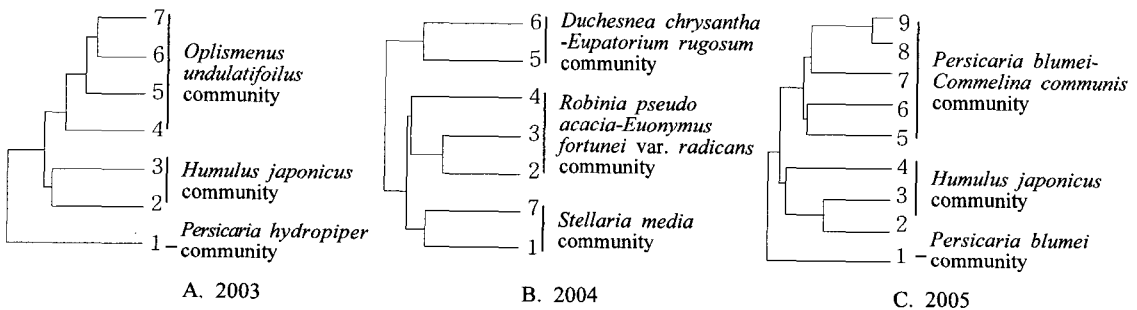 7
6
5
4
Oplismenus
undulatifoilus
community
3
2
Humulus japonicus
community
1
Persicaria hydropiper
community
A. 2003
6
5
Duchesnea chrysantha
-Eupatorium rugosum
community
4
3
2
Robinia pseudo
acacia-Euonymus
fortunei var. radicans
community
7
1
Stellaria media
community
B. 2004
9
8
7
6
5
Persicaria blumei-
Commelina communis
community
4
3
2
Humulus japonicus
community
1
Persicaria blumei
community
C. 2005